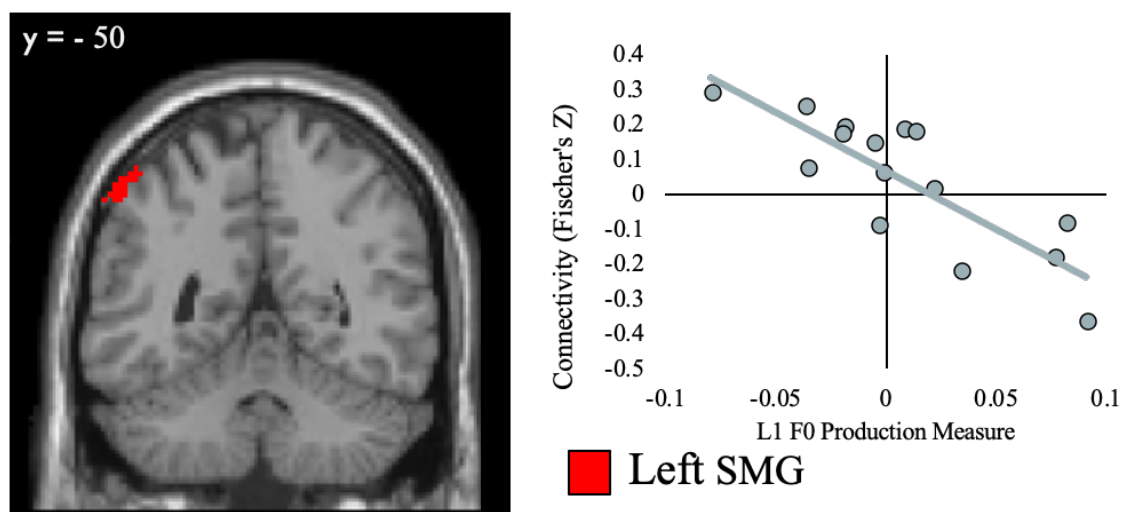 y = - 50
0.4
0.3
0.2
0.1
0
-0.1
-0.2
-0.3
-0.4
-0.5
Connectivity (Fischer's Z)
-0.1 -0.05 0 0.05 0.1
L1 F0 Production Measure
Left SMG